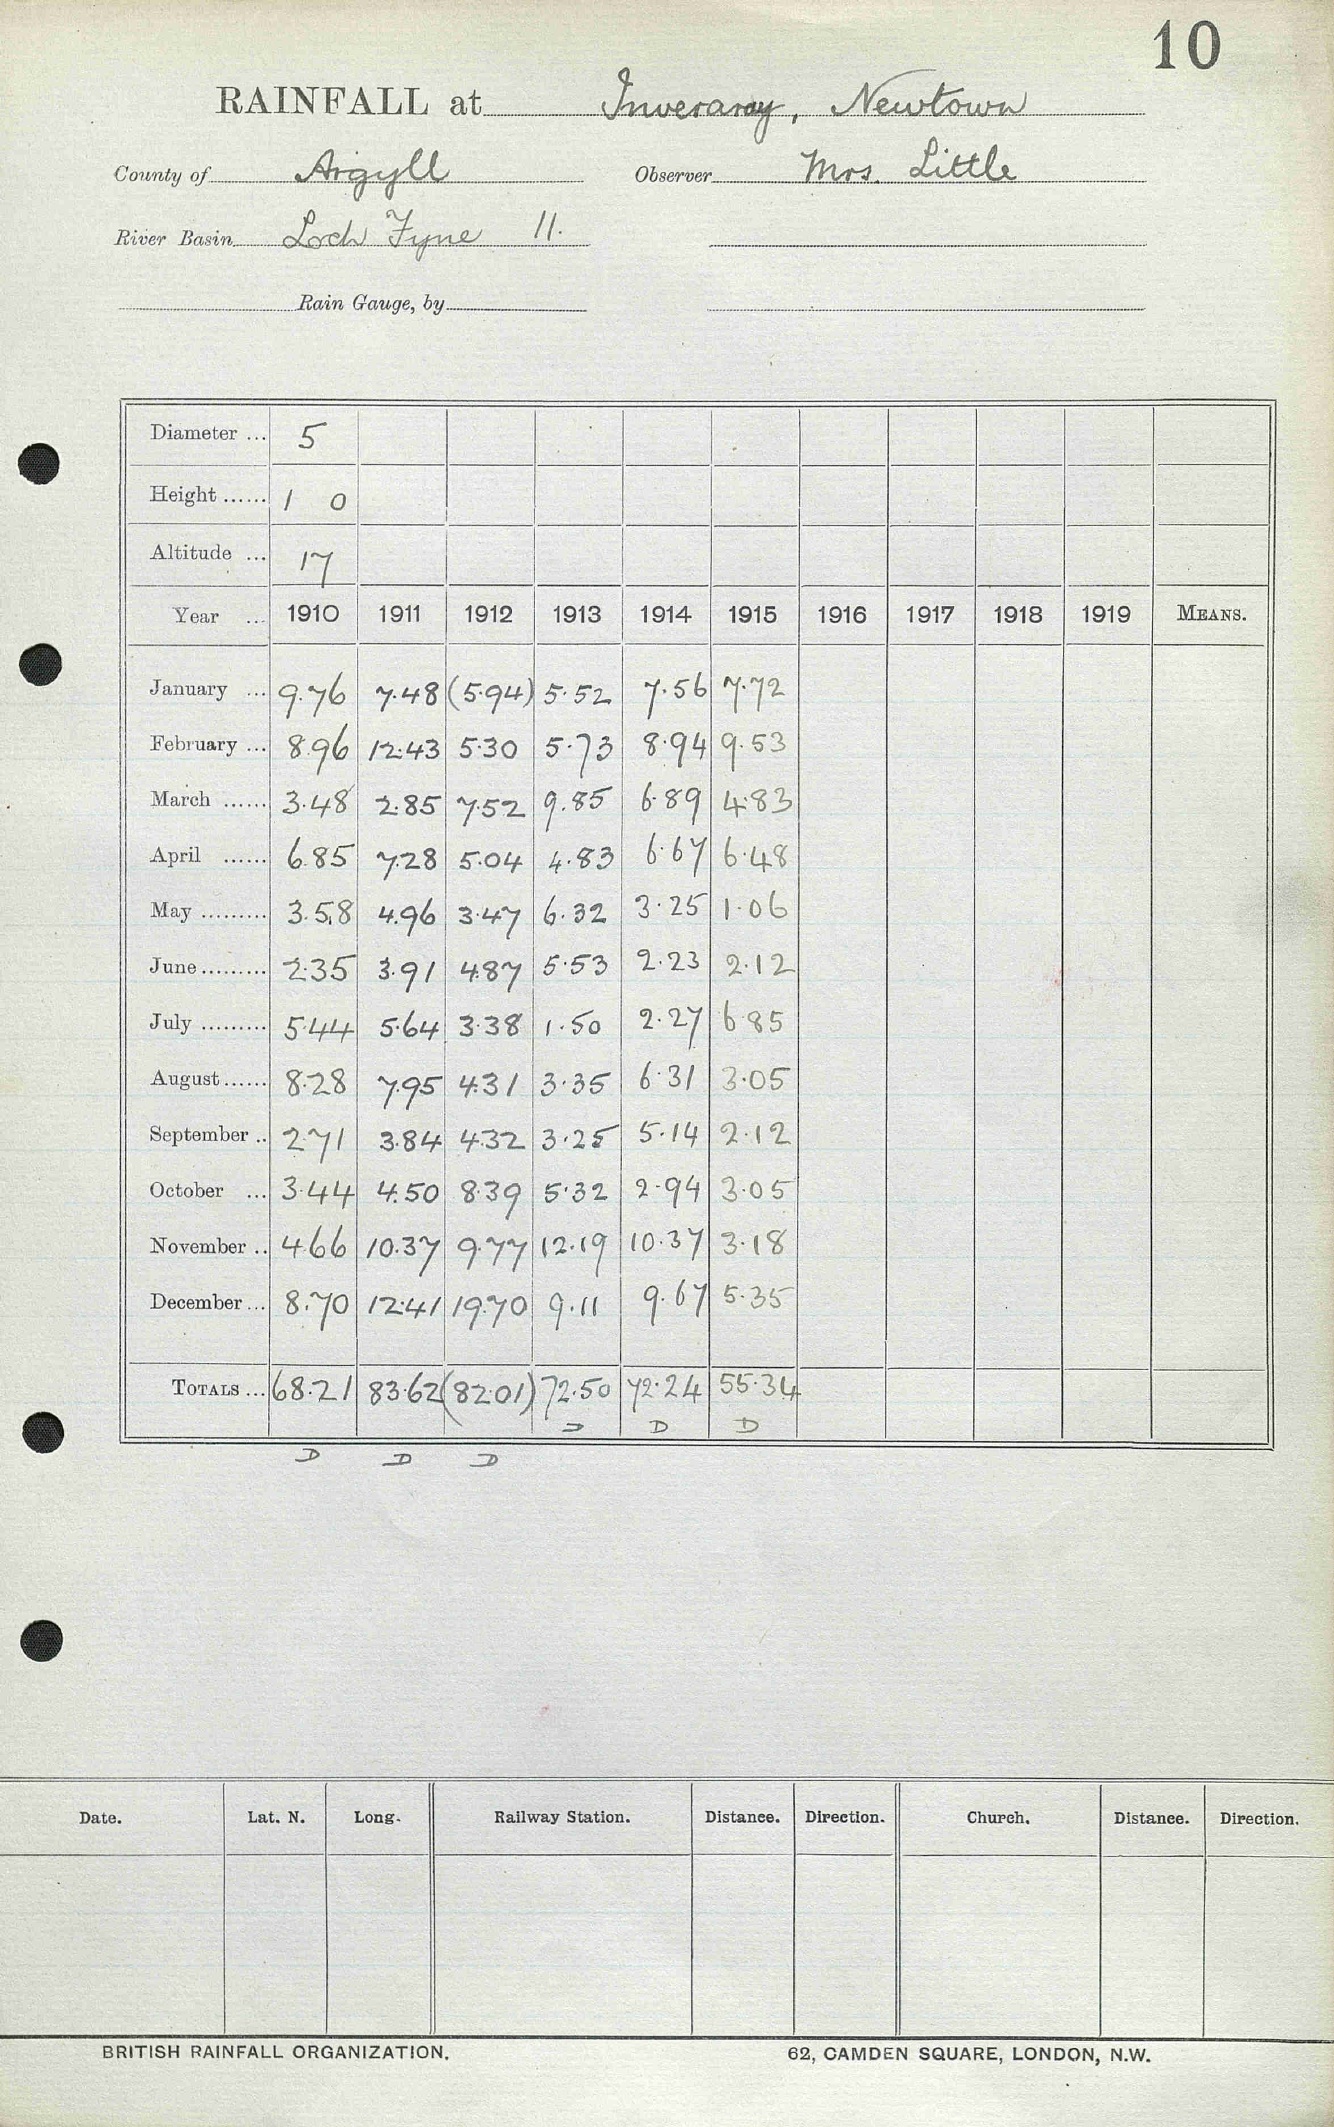 10
RAINFALL at Inveraray, Newtown
County of Argyll Observer Mrs. Little
River Basin Loch Fyne 11.
Rain Gauge, by
Diameter ... 5
Height ...... 1 0
Altitude ... 17
Year ... 1910 1911 1912 1913 1914 1915 1916 1917 1918 1919 MEANS.
January ... 9.76 7.48 (5.94) 5.52 7.56 7.72
February ... 8.96 12.43 5.30 5.73 8.94 9.53
March ...... 3.48 2.85 7.52 9.85 6.89 4.83
April ...... 6.85 7.28 5.04 4.83 6.67 6.48
May ......... 3.58 4.96 3.47 6.32 3.25 1.06
June ......... 2.35 3.91 4.87 5.53 2.23 2.12
July ......... 5.44 5.64 3.38 1.50 2.27 6.85
August ...... 8.28 7.95 4.31 3.35 6.31 3.05
September .. 2.71 3.84 4.32 3.25 5.14 2.12
October ... 3.44 4.50 8.39 5.32 2.94 3.05
November .. 4.66 10.37 9.77 12.19 10.37 3.18
December ... 8.70 12.41 19.70 9.11 9.67 5.35
TOTALS ... 68.21 83.62 (82.01) 72.50 72.24 55.34
D D D
D D D
Date. Lat. N. Long. Railway Station. Distance. Direction. Church. Distance. Direction.
BRITISH RAINFALL ORGANIZATION. 62, CAMDEN SQUARE, LONDON, N.W.